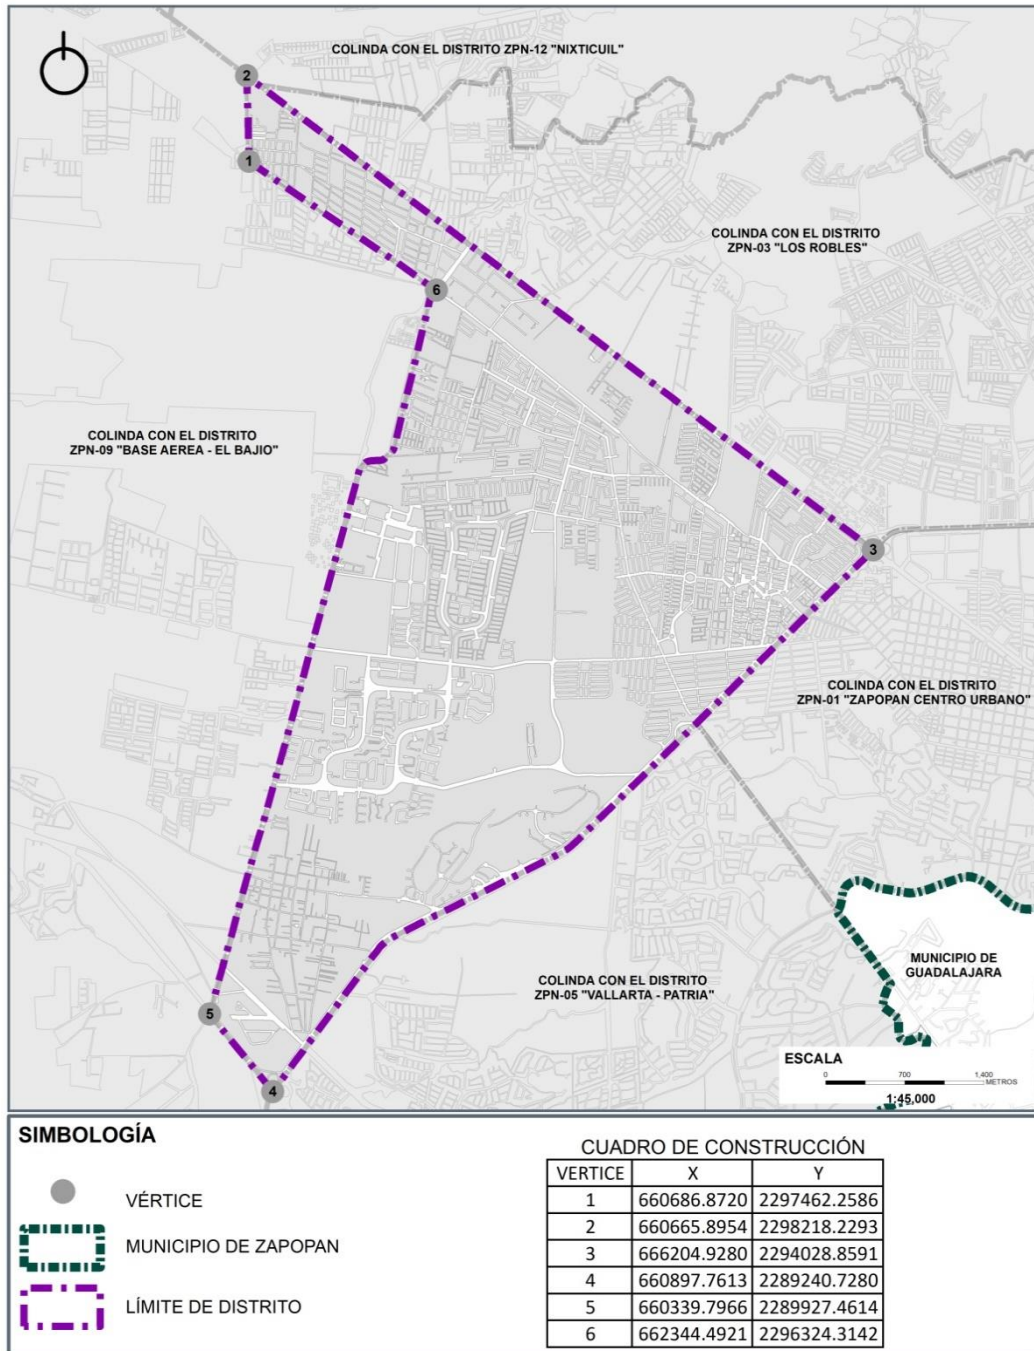 COLINDA CON EL DISTRITO ZPN-12 "NIXTICUIL"
2
1
COLINDA CON EL DISTRITO
ZPN-03 "LOS ROBLES"
6
COLINDA CON EL DISTRITO
ZPN-09 "BASE AEREA - EL BAJIO"
3
COLINDA CON EL DISTRITO
ZPN-01 "ZAPOPAN CENTRO URBANO"
MUNICIPIO DE
GUADALAJARA
COLINDA CON EL DISTRITO
ZPN-05 "VALLARTA - PATRIA"
5
4
ESCALA
0 700 1,400
METROS
1:45,000
SIMBOLOGÍA
VÉRTICE
MUNICIPIO DE ZAPOPAN
LÍMITE DE DISTRITO
CUADRO DE CONSTRUCCIÓN
VERTICE X Y
1 660686.8720 2297462.2586
2 660665.8954 2298218.2293
3 666204.9280 2294028.8591
4 660897.7613 2289240.7280
5 660339.7966 2289927.4614
6 662344.4921 2296324.3142